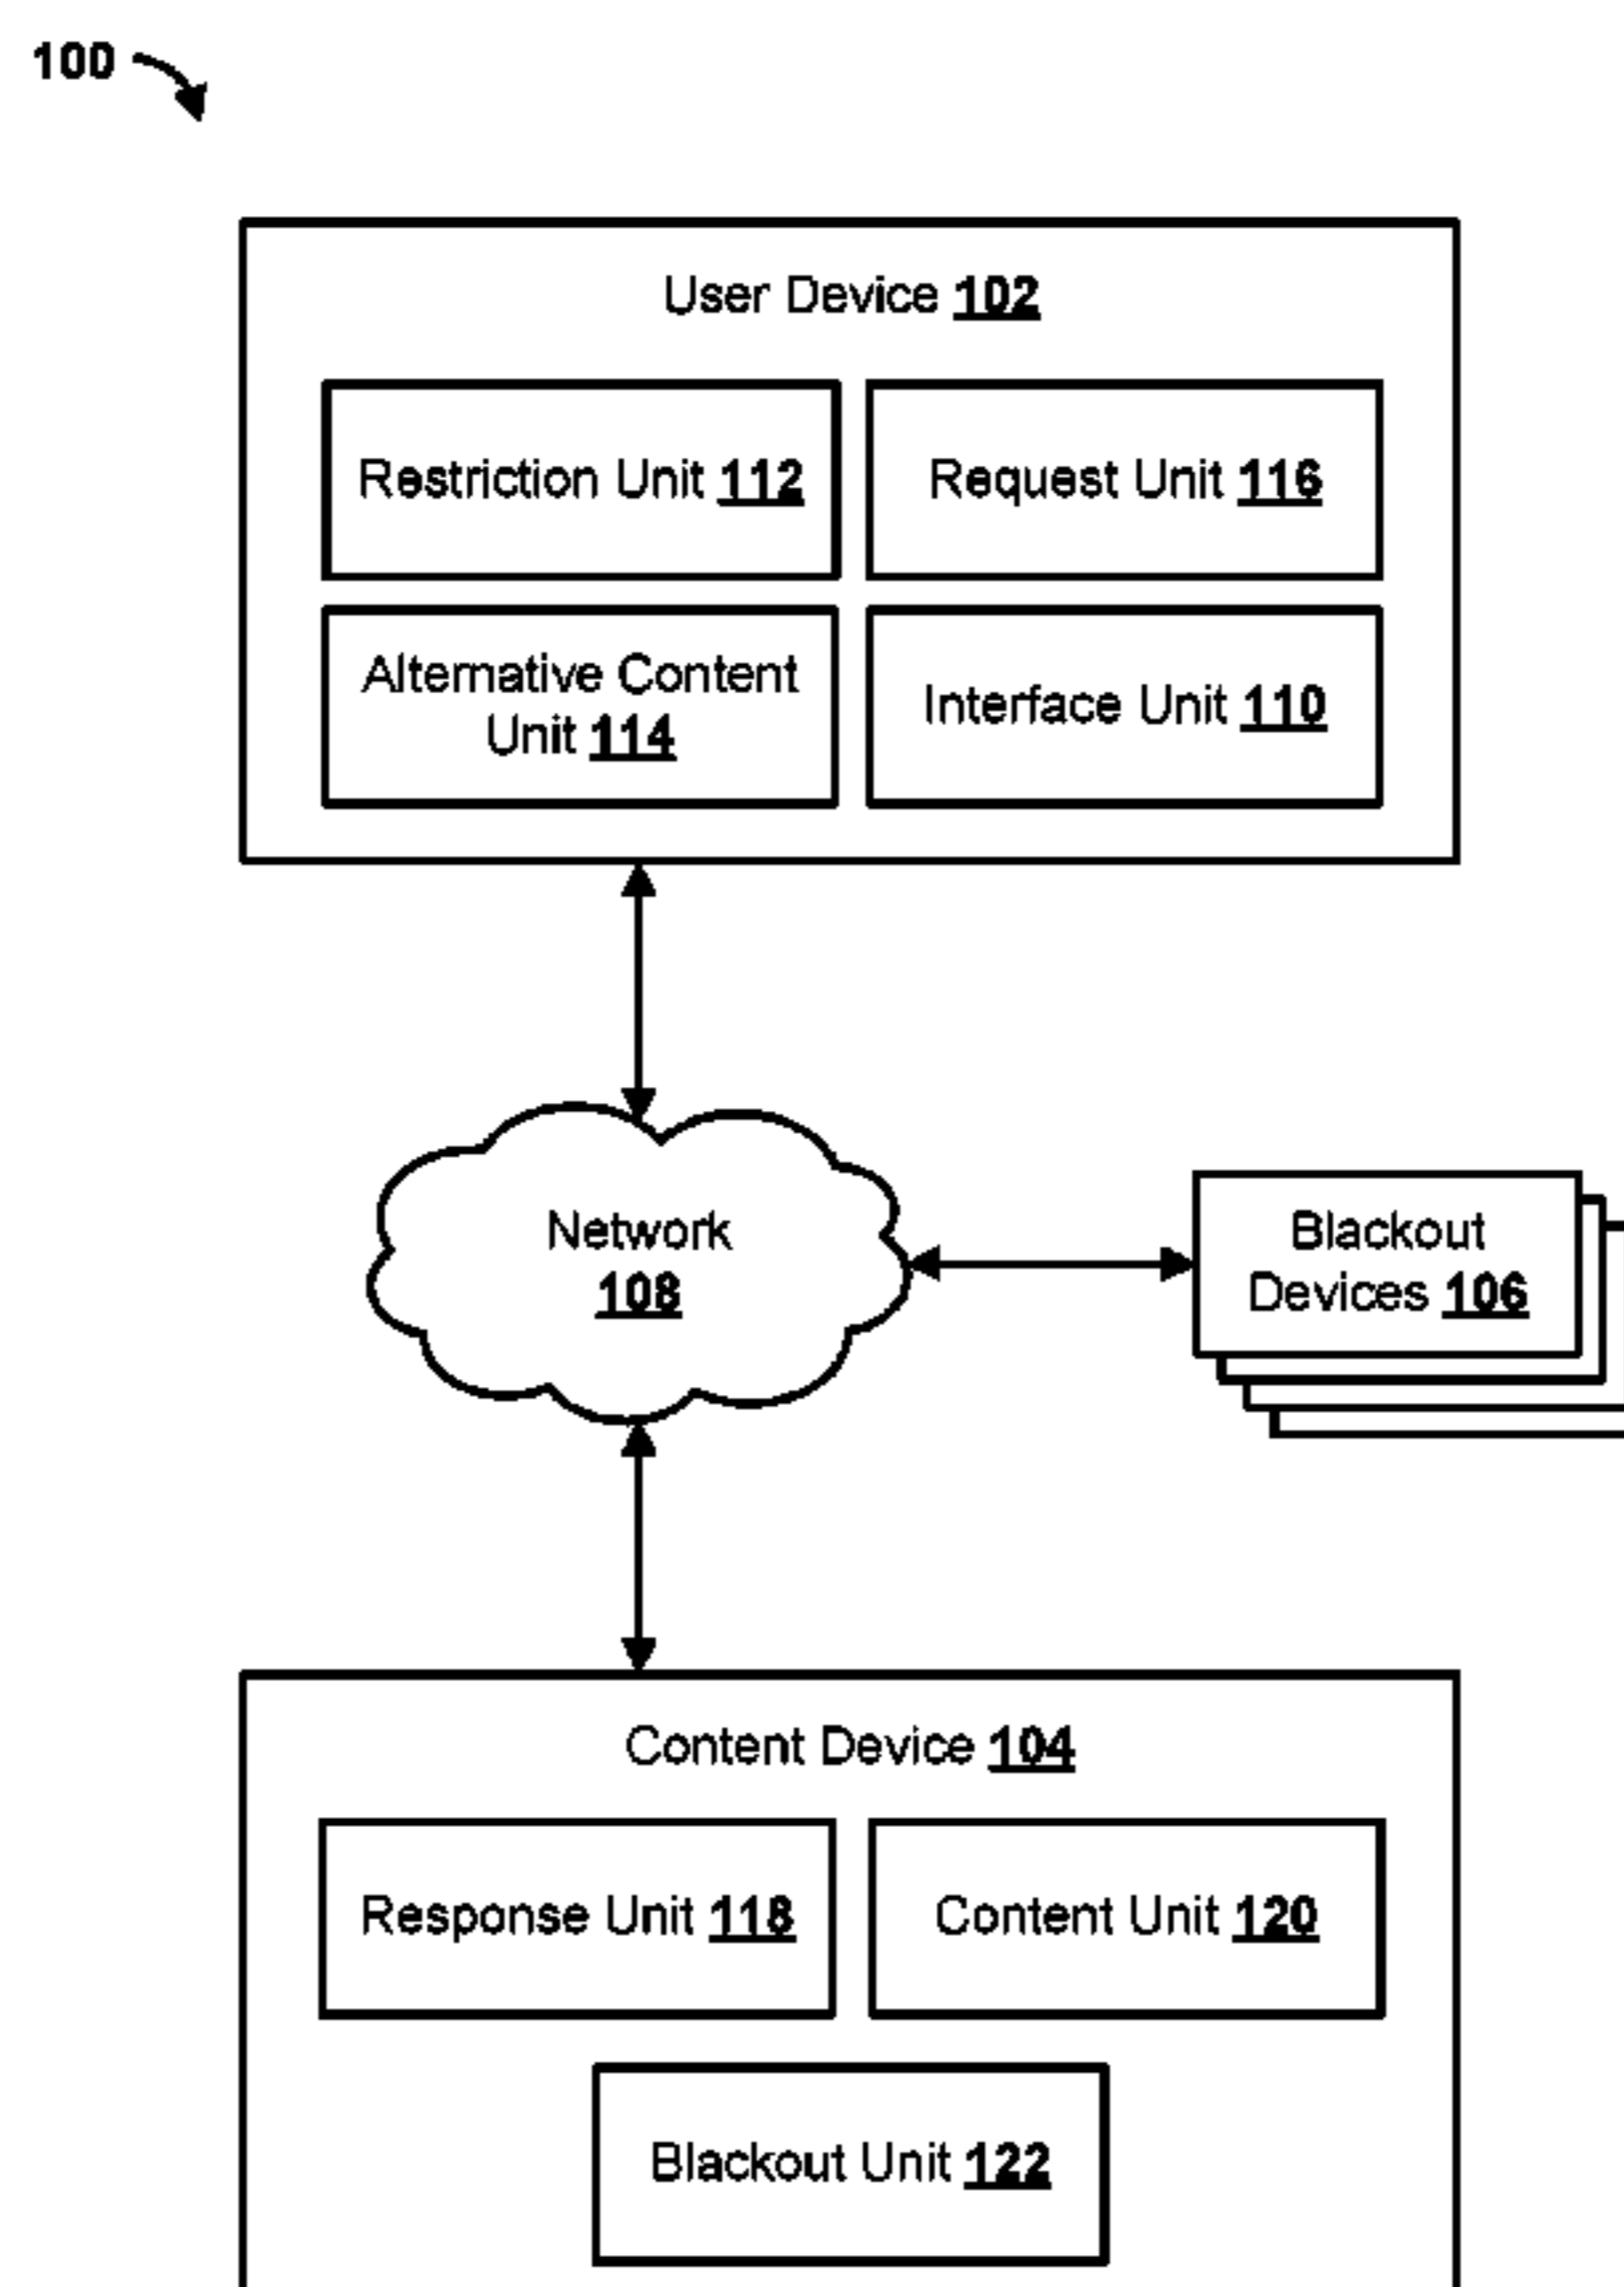 100
User Device 102
Restriction Unit 112
Request Unit 116
Alternative Content
Unit 114
Interface Unit 110
Network
108
Blackout
Devices 106
Content Device 104
Response Unit 118
Content Unit 120
Blackout Unit 122